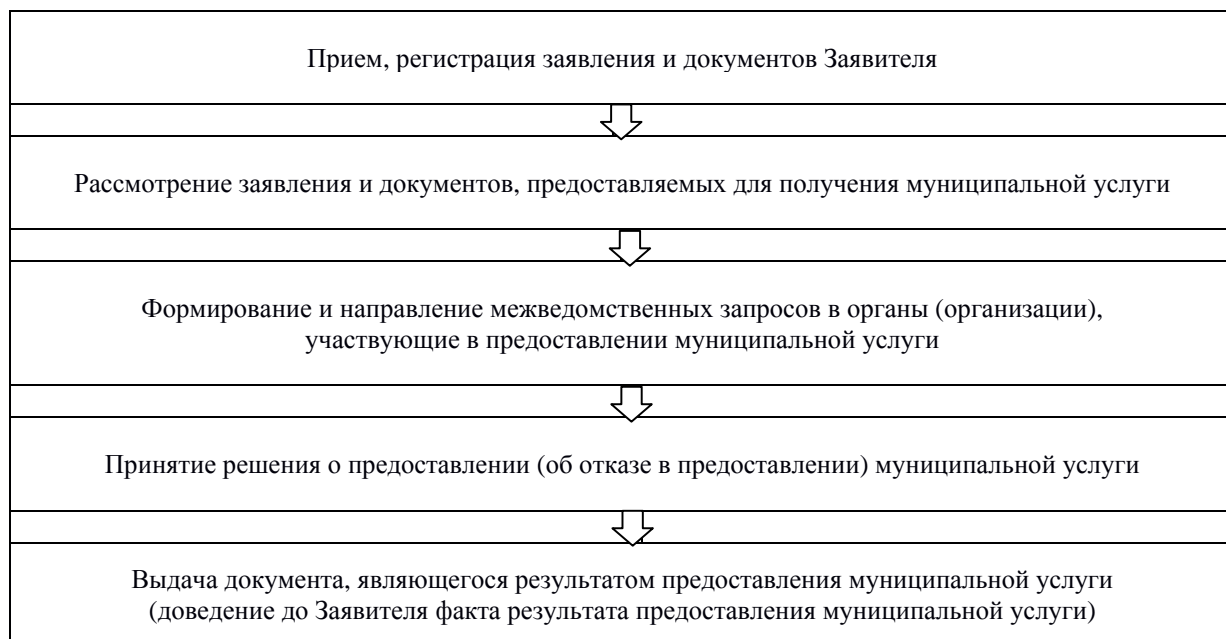 Прием, регистрация заявления и документов Заявителя
Рассмотрение заявления и документов, предоставляемых для получения муниципальной услуги
Формирование и направление межведомственных запросов в органы (организации),
участвующие в предоставлении муниципальной услуги
Принятие решения о предоставлении (об отказе в предоставлении) муниципальной услуги
Выдача документа, являющегося результатом предоставления муниципальной услуги
(доведение до Заявителя факта результата предоставления муниципальной услуги)